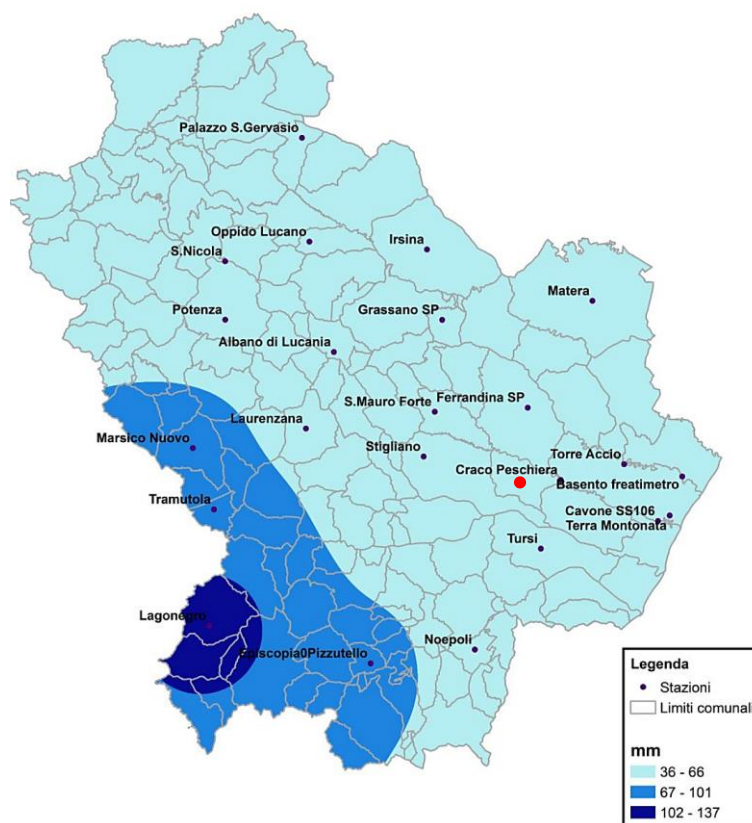 Palazzo S.Gervasio
Oppido Lucano
Irsina
S.Nicola
Matera
Potenza
Grassano SP
Albano di Lucania
S.Mauro Forte
Ferrandina SP
Laurenzana
Marsico Nuovo
Stigliano
Torre Accio
Craco Peschiera
Basento freatimetro
Tramutola
Cavone SS106
Terra Montonata
Tursi
Lagonegro
Noepoli
Episcopia0Pizzutello
Legenda
Stazioni
Limiti comunali
mm
36 - 66
67 - 101
102 - 137